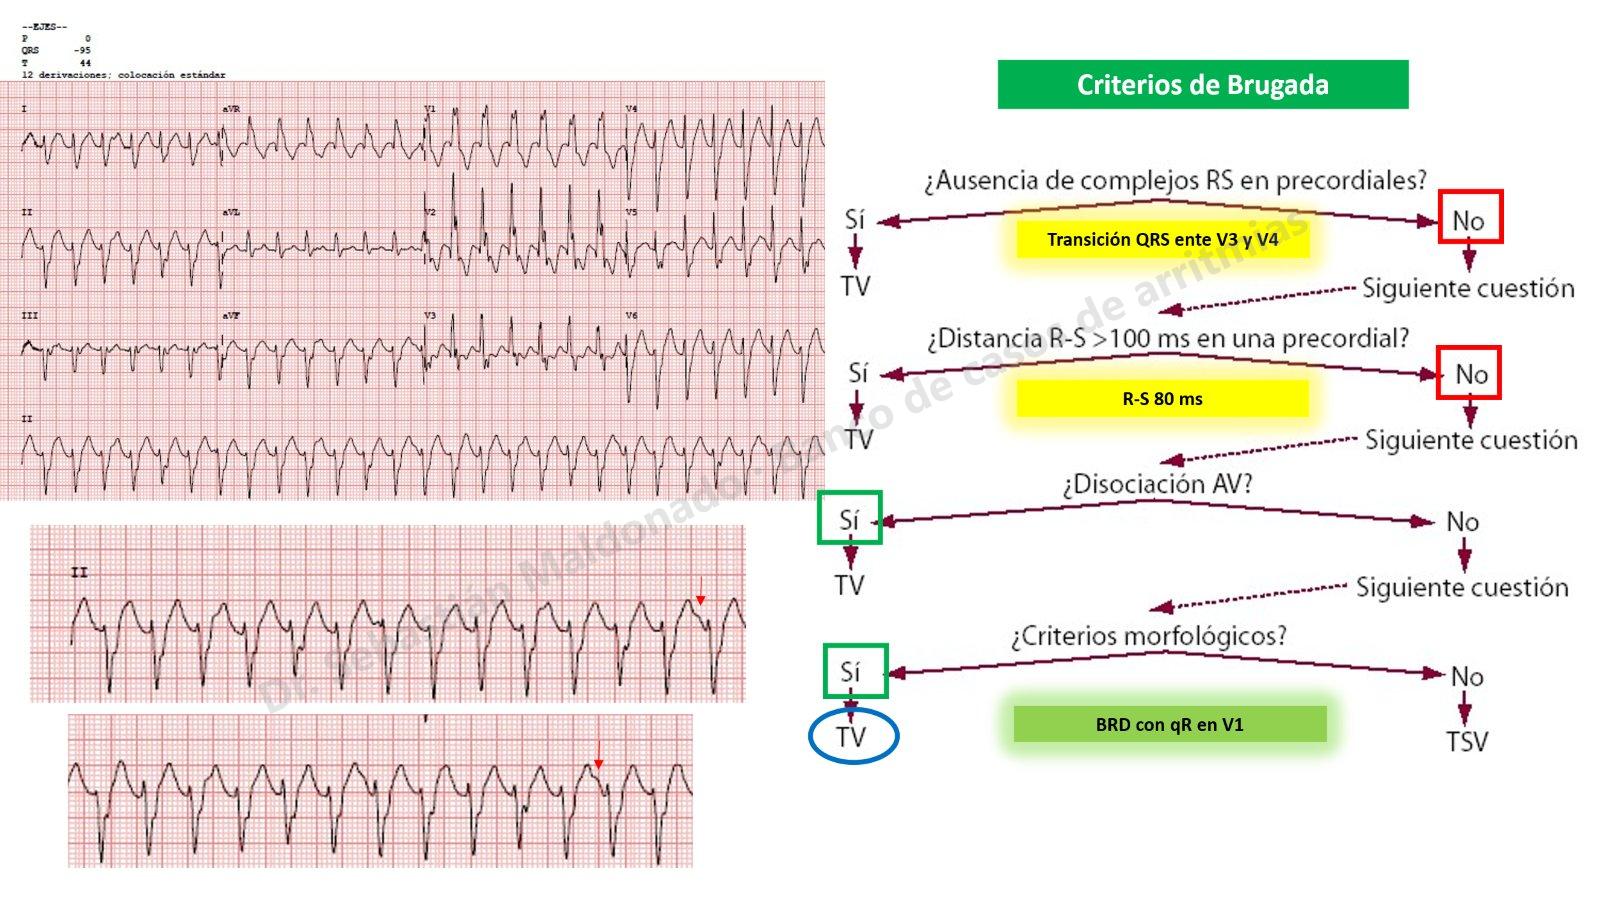 --EJES--
P 0
QRS -95
T 44
12 derivaciones; colocación estándar
I aVR V1 V4
II aVL V2 V5
III aVF V3 V6
II
II
Criterios de Brugada
¿Ausencia de complejos RS en precordiales?
Sí No
Transición QRS ente V3 y V4
TV
Siguiente cuestión
¿Distancia R-S >100 ms en una precordial?
Sí No
R-S 80 ms
TV
Siguiente cuestión
¿Disociación AV?
Sí No
TV
Siguiente cuestión
¿Criterios morfológicos?
Sí No
BRD con qR en V1
TV TSV
Dr. Sebastián Maldonado · Banco de casos de arritmias